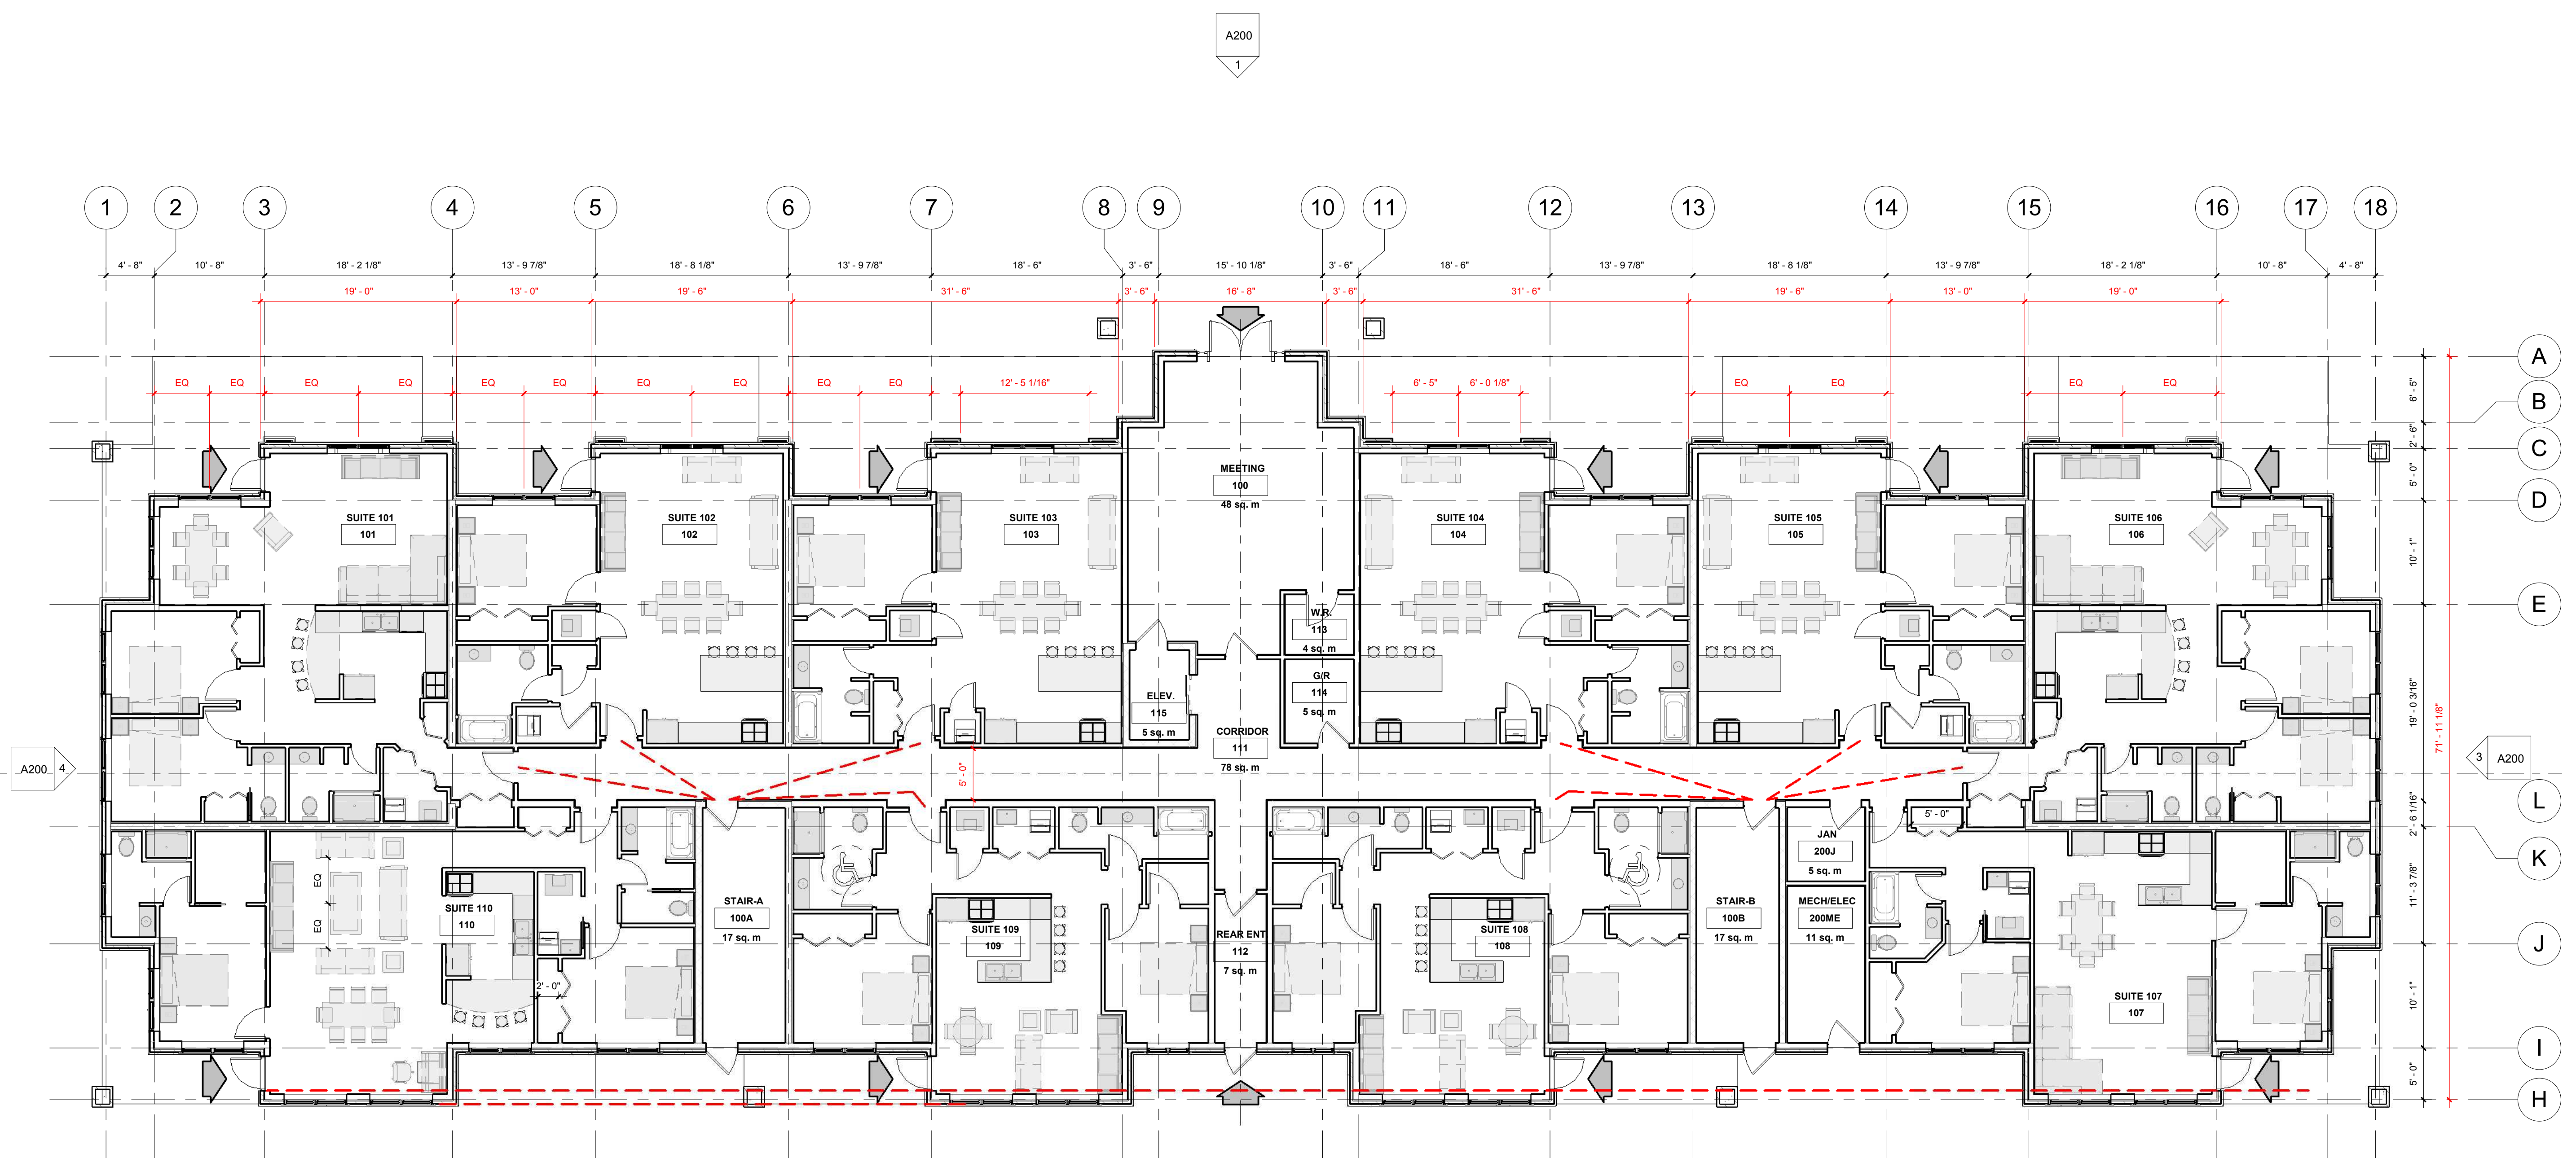 A200
1
1 2 3 4 5 6 7 8 9 10 11 12 13 14 15 16 17 18
4' - 8" 10' - 8" 18' - 2 1/8" 13' - 9 7/8" 18' - 8 1/8" 13' - 9 7/8" 18' - 6" 3' - 6" 15' - 10 1/8" 3' - 6" 18' - 6" 13' - 9 7/8" 18' - 8 1/8" 13' - 9 7/8" 18' - 2 1/8" 10' - 8" 4' - 8"
19' - 0" 13' - 0" 19' - 6" 31' - 6" 3' - 6" 16' - 8" 3' - 6" 31' - 6" 19' - 6" 13' - 0" 19' - 0"
A
EQ EQ EQ EQ EQ EQ EQ EQ EQ EQ 12' - 5 1/16" 6' - 5" 6' - 0 1/8" EQ EQ EQ EQ
6' - 5"
B
2' - 6"
C
5' - 0"
D
MEETING
100
48 sq. m
SUITE 101
101
SUITE 102
102
SUITE 103
103
SUITE 104
104
SUITE 105
105
SUITE 106
106
10' - 1"
E
W.R.
113
4 sq. m
G/R
114
5 sq. m
ELEV.
115
5 sq. m
CORRIDOR
111
78 sq. m
19' - 0 3/16"
71' - 11 1/8"
A200 4
3 A200
5' - 0"
L
5' - 0"
2' - 6 1/16"
K
JAN
200J
5 sq. m
EQ
EQ
11' - 3 7/8"
SUITE 110
110
STAIR-A
100A
17 sq. m
SUITE 109
109
REAR ENT
112
7 sq. m
SUITE 108
108
STAIR-B
100B
17 sq. m
MECH/ELEC
200ME
11 sq. m
J
2' - 0"
SUITE 107
107
10' - 1"
I
5' - 0"
H